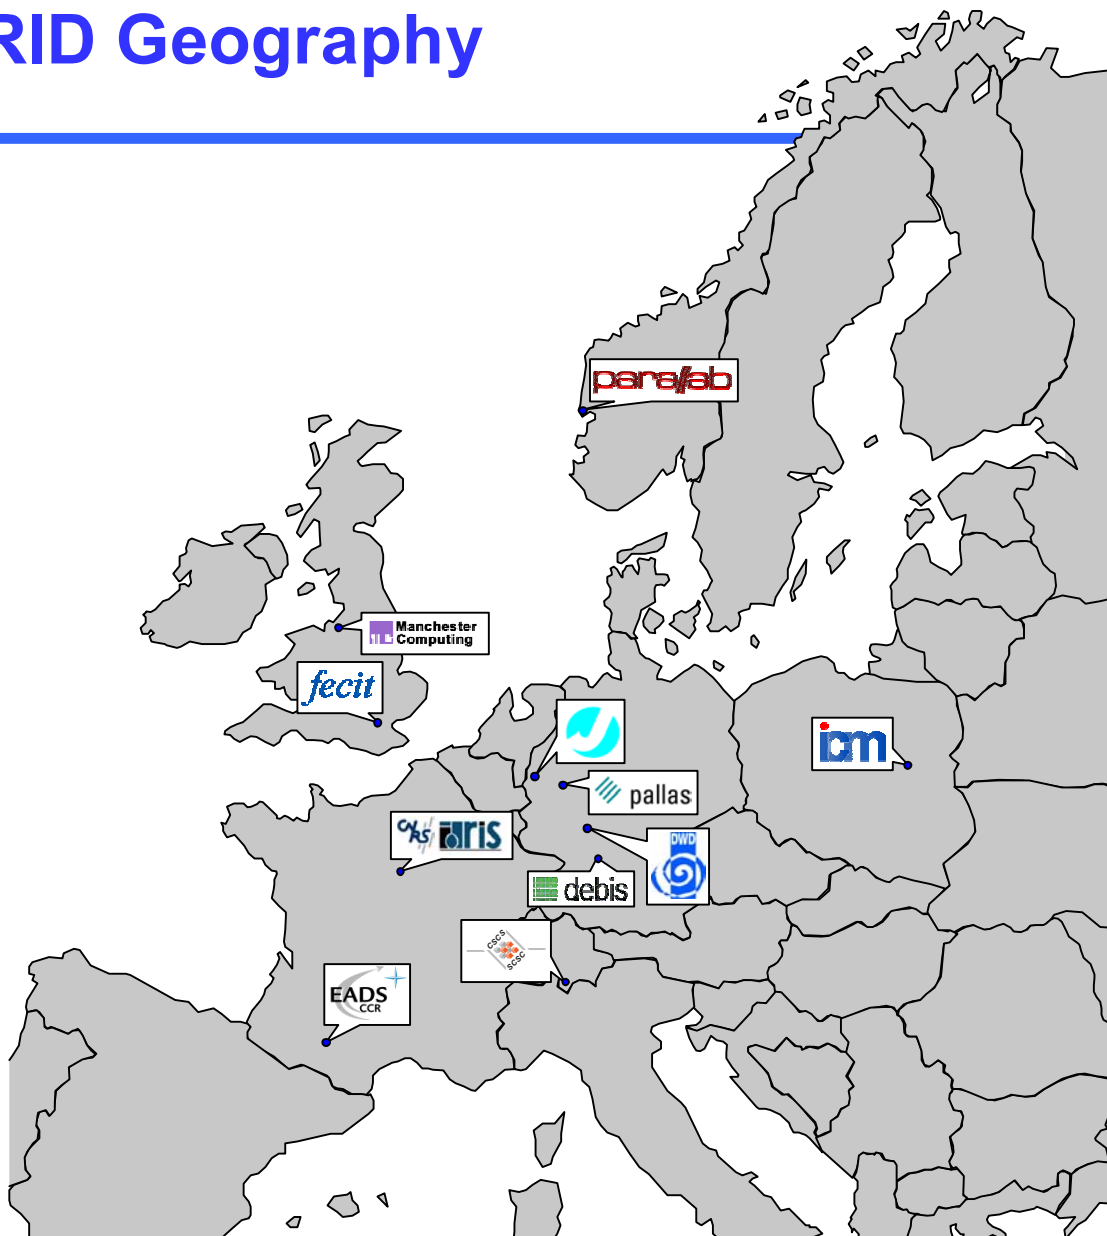 RID Geography
parallab
Manchester
Computing
fecit
icm
pallas
CNRS idris
DWD
debis
CSCS
SCSC
EADS
CCR